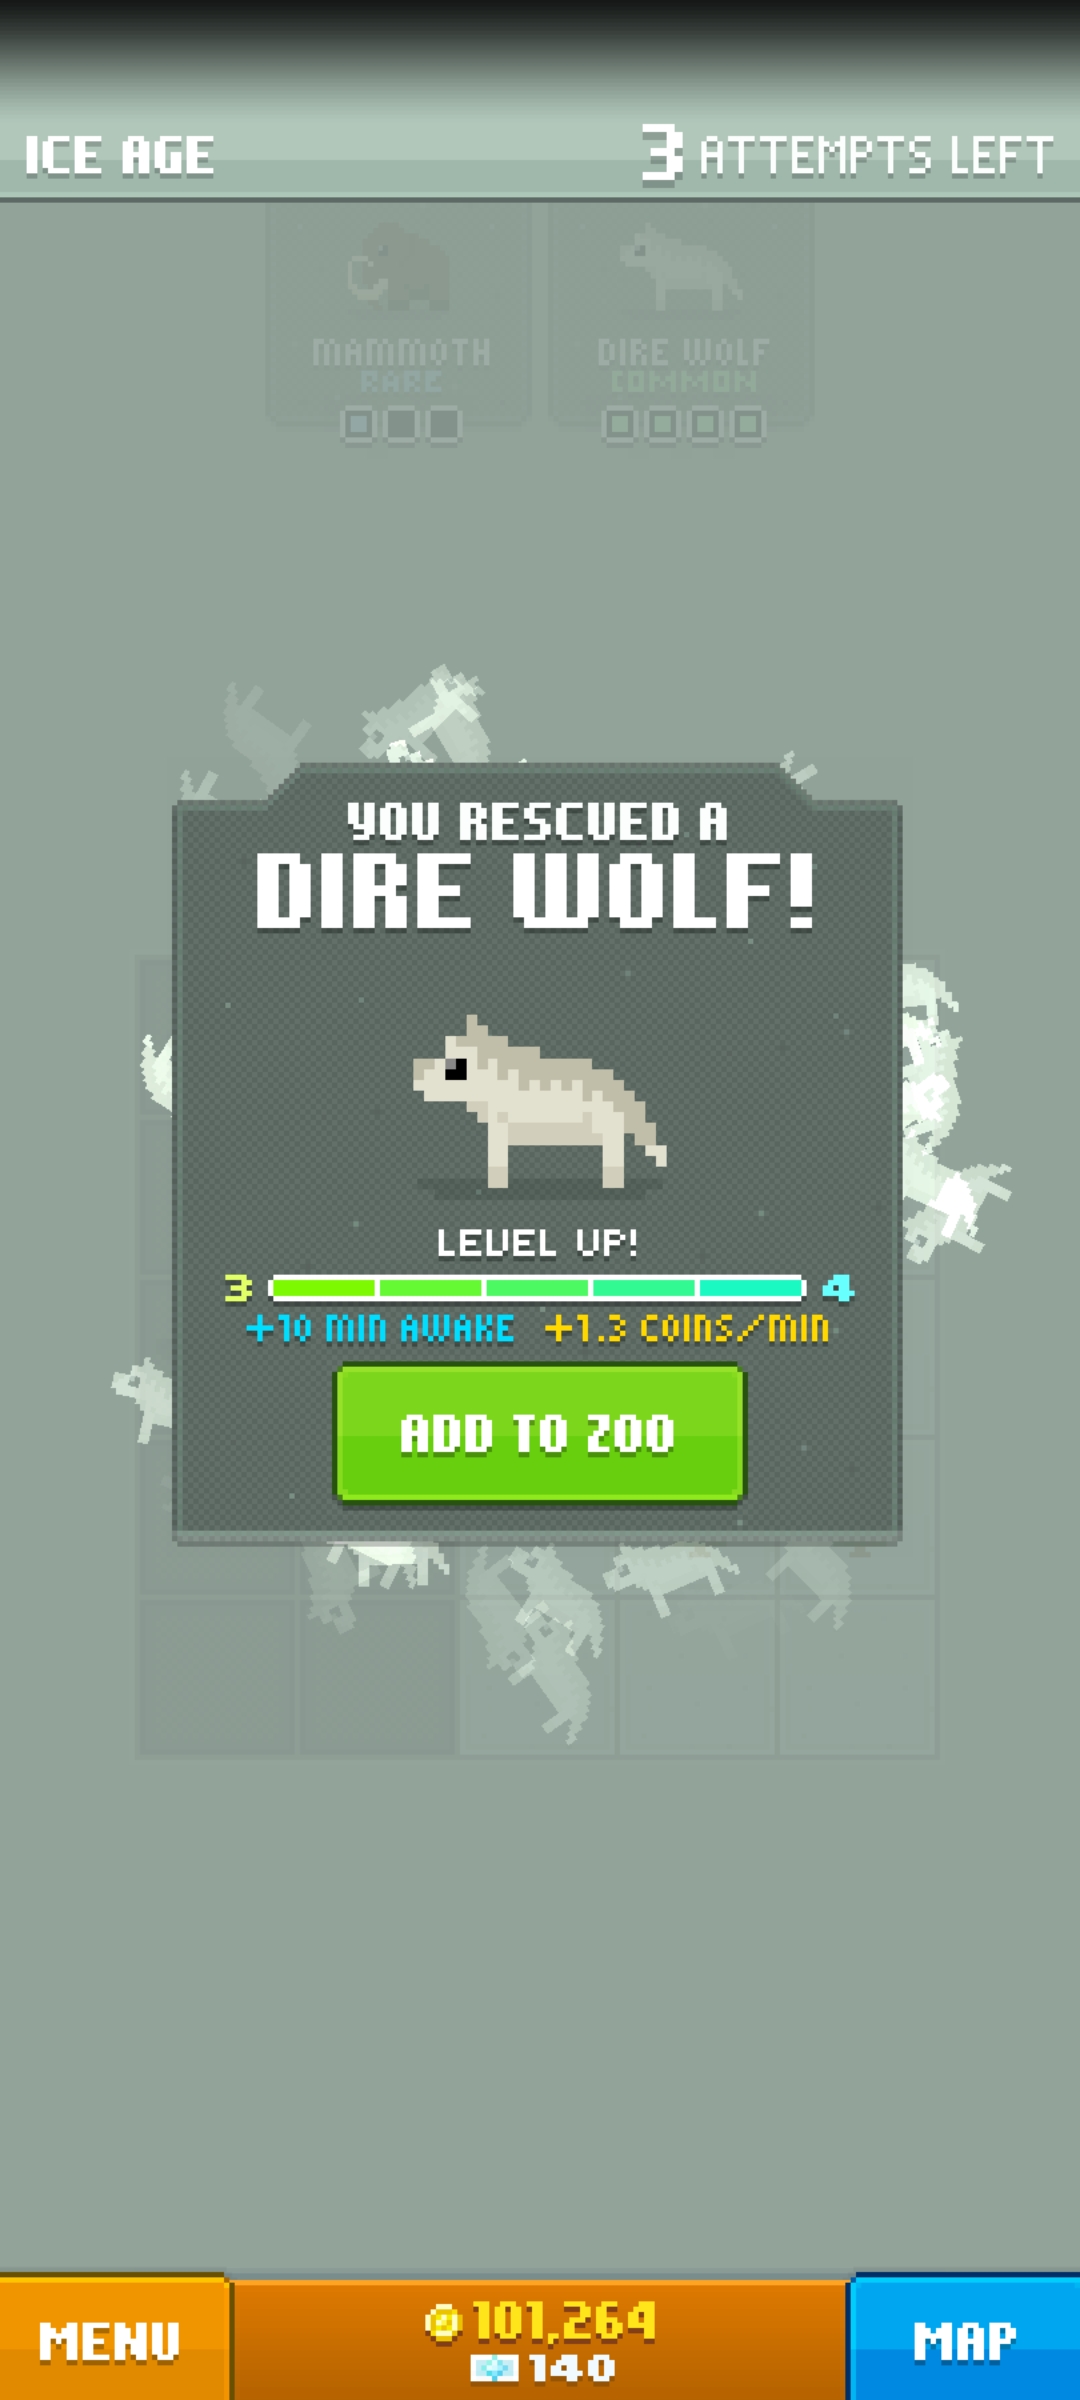 ICE AGE
3 ATTEMPTS LEFT
MAMMOTH
RARE
DIRE WOLF
COMMON
YOU RESCUED A
DIRE WOLF!
LEVEL UP!
3 4
+10 MIN AWAKE +1.3 COINS/MIN
ADD TO ZOO
MENU
101,264
140
MAP